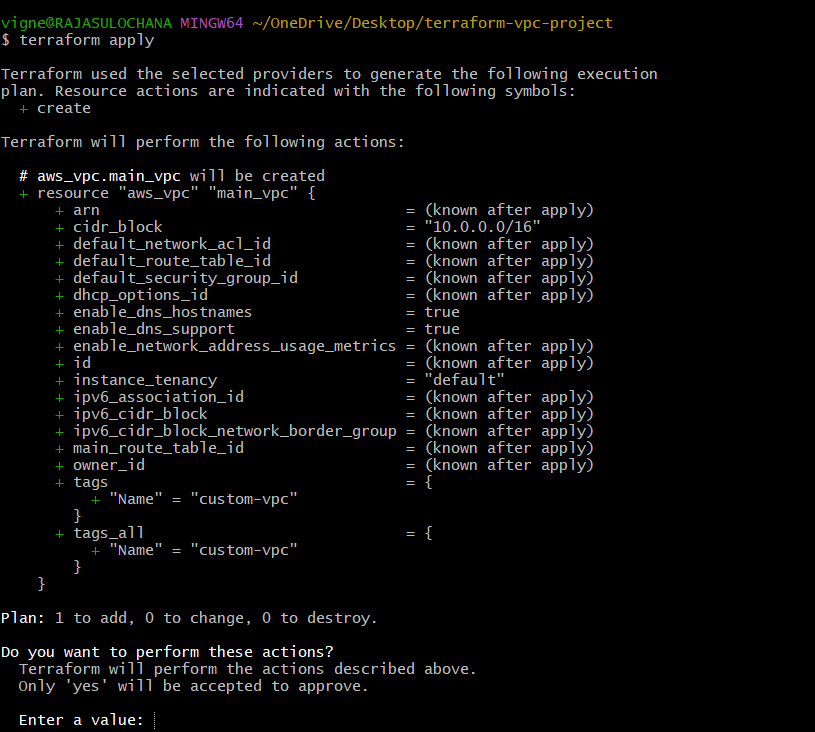 vigne@RAJASULOCHANA MINGW64 ~/OneDrive/Desktop/terraform-vpc-project
$ terraform apply
Terraform used the selected providers to generate the following execution
plan. Resource actions are indicated with the following symbols:
  + create
Terraform will perform the following actions:
  # aws_vpc.main_vpc will be created
  + resource "aws_vpc" "main_vpc" {
      + arn                                  = (known after apply)
      + cidr_block                           = "10.0.0.0/16"
      + default_network_acl_id               = (known after apply)
      + default_route_table_id               = (known after apply)
      + default_security_group_id            = (known after apply)
      + dhcp_options_id                      = (known after apply)
      + enable_dns_hostnames                 = true
      + enable_dns_support                   = true
      + enable_network_address_usage_metrics = (known after apply)
      + id                                   = (known after apply)
      + instance_tenancy                     = "default"
      + ipv6_association_id                  = (known after apply)
      + ipv6_cidr_block                      = (known after apply)
      + ipv6_cidr_block_network_border_group = (known after apply)
      + main_route_table_id                  = (known after apply)
      + owner_id                             = (known after apply)
      + tags                                 = {
          + "Name" = "custom-vpc"
        }
      + tags_all                             = {
          + "Name" = "custom-vpc"
        }
    }
Plan: 1 to add, 0 to change, 0 to destroy.
Do you want to perform these actions?
  Terraform will perform the actions described above.
  Only 'yes' will be accepted to approve.
  Enter a value: